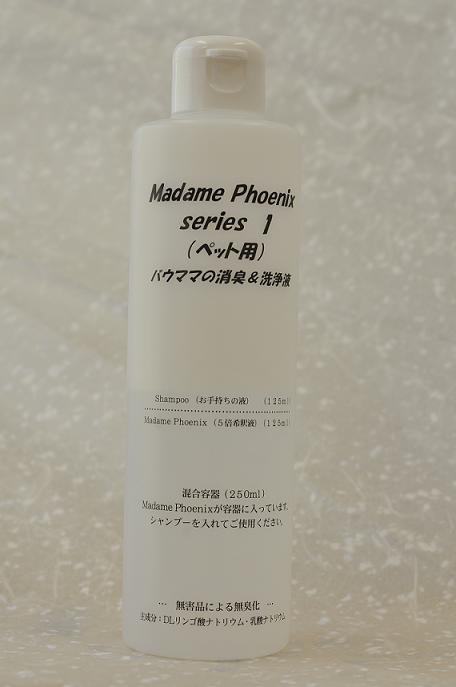 Madame Phoenix
series 1
(ペット用)
バウママの消臭&洗浄液
Shampoo (お手持ちの液) (125ml)
Madame Phoenix (5倍希釈液) (125ml)
混合容器 (250ml)
Madame Phoenixが容器に入っています。
シャンプーを入れてご使用ください。
… 無害品による無臭化 …
主成分:DLリンゴ酸ナトリウム・乳酸ナトリウム